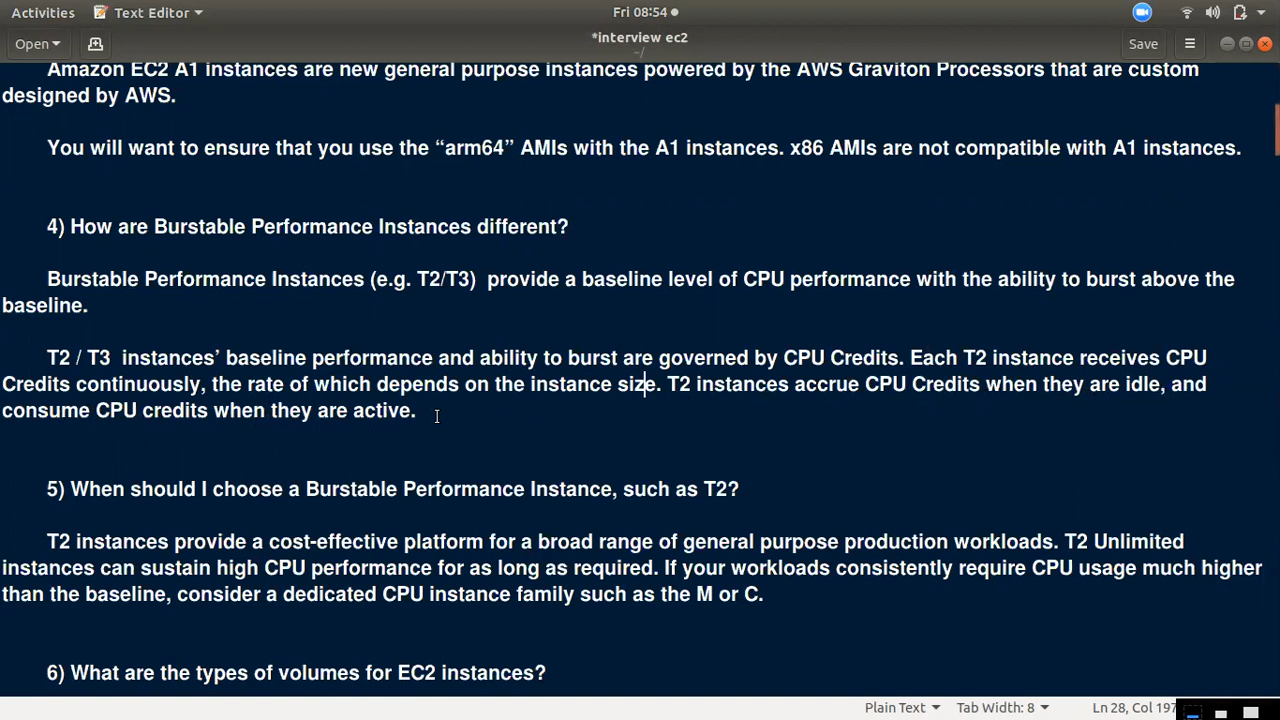 Activities Text Editor Fri 08:54
Open *interview ec2 Save
~/
Amazon EC2 A1 instances are new general purpose instances powered by the AWS Graviton Processors that are custom
designed by AWS.
You will want to ensure that you use the “arm64” AMIs with the A1 instances. x86 AMIs are not compatible with A1 instances.
4) How are Burstable Performance Instances different?
Burstable Performance Instances (e.g. T2/T3)  provide a baseline level of CPU performance with the ability to burst above the
baseline.
T2 / T3  instances’ baseline performance and ability to burst are governed by CPU Credits. Each T2 instance receives CPU
Credits continuously, the rate of which depends on the instance size. T2 instances accrue CPU Credits when they are idle, and
consume CPU credits when they are active.
5) When should I choose a Burstable Performance Instance, such as T2?
T2 instances provide a cost-effective platform for a broad range of general purpose production workloads. T2 Unlimited
instances can sustain high CPU performance for as long as required. If your workloads consistently require CPU usage much higher
than the baseline, consider a dedicated CPU instance family such as the M or C.
6) What are the types of volumes for EC2 instances?
Plain Text Tab Width: 8 Ln 28, Col 197